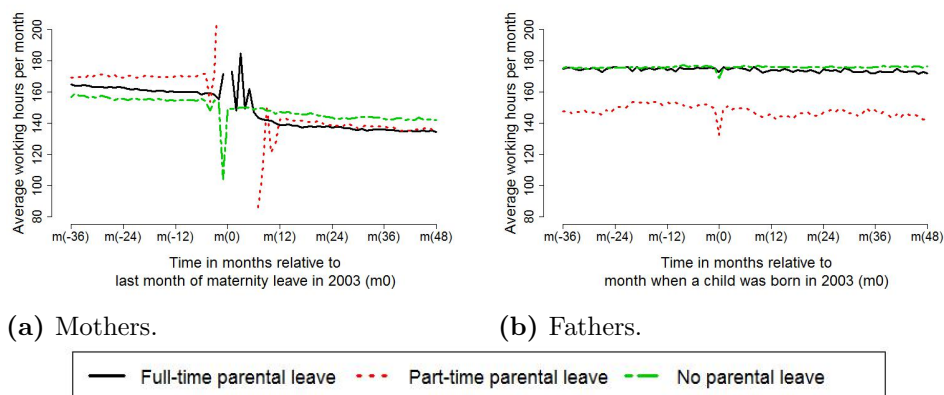 Average working hours per month
200
180
160
140
120
100
80
m(-36)
m(-24)
m(-12)
m(0)
m(12)
m(24)
m(36)
m(48)
Time in months relative to
last month of maternity leave in 2003 (m0)
(a) Mothers.
Average working hours per month
200
180
160
140
120
100
80
m(-36)
m(-24)
m(-12)
m(0)
m(12)
m(24)
m(36)
m(48)
Time in months relative to
month when a child was born in 2003 (m0)
(b) Fathers.
Full-time parental leave
Part-time parental leave
No parental leave